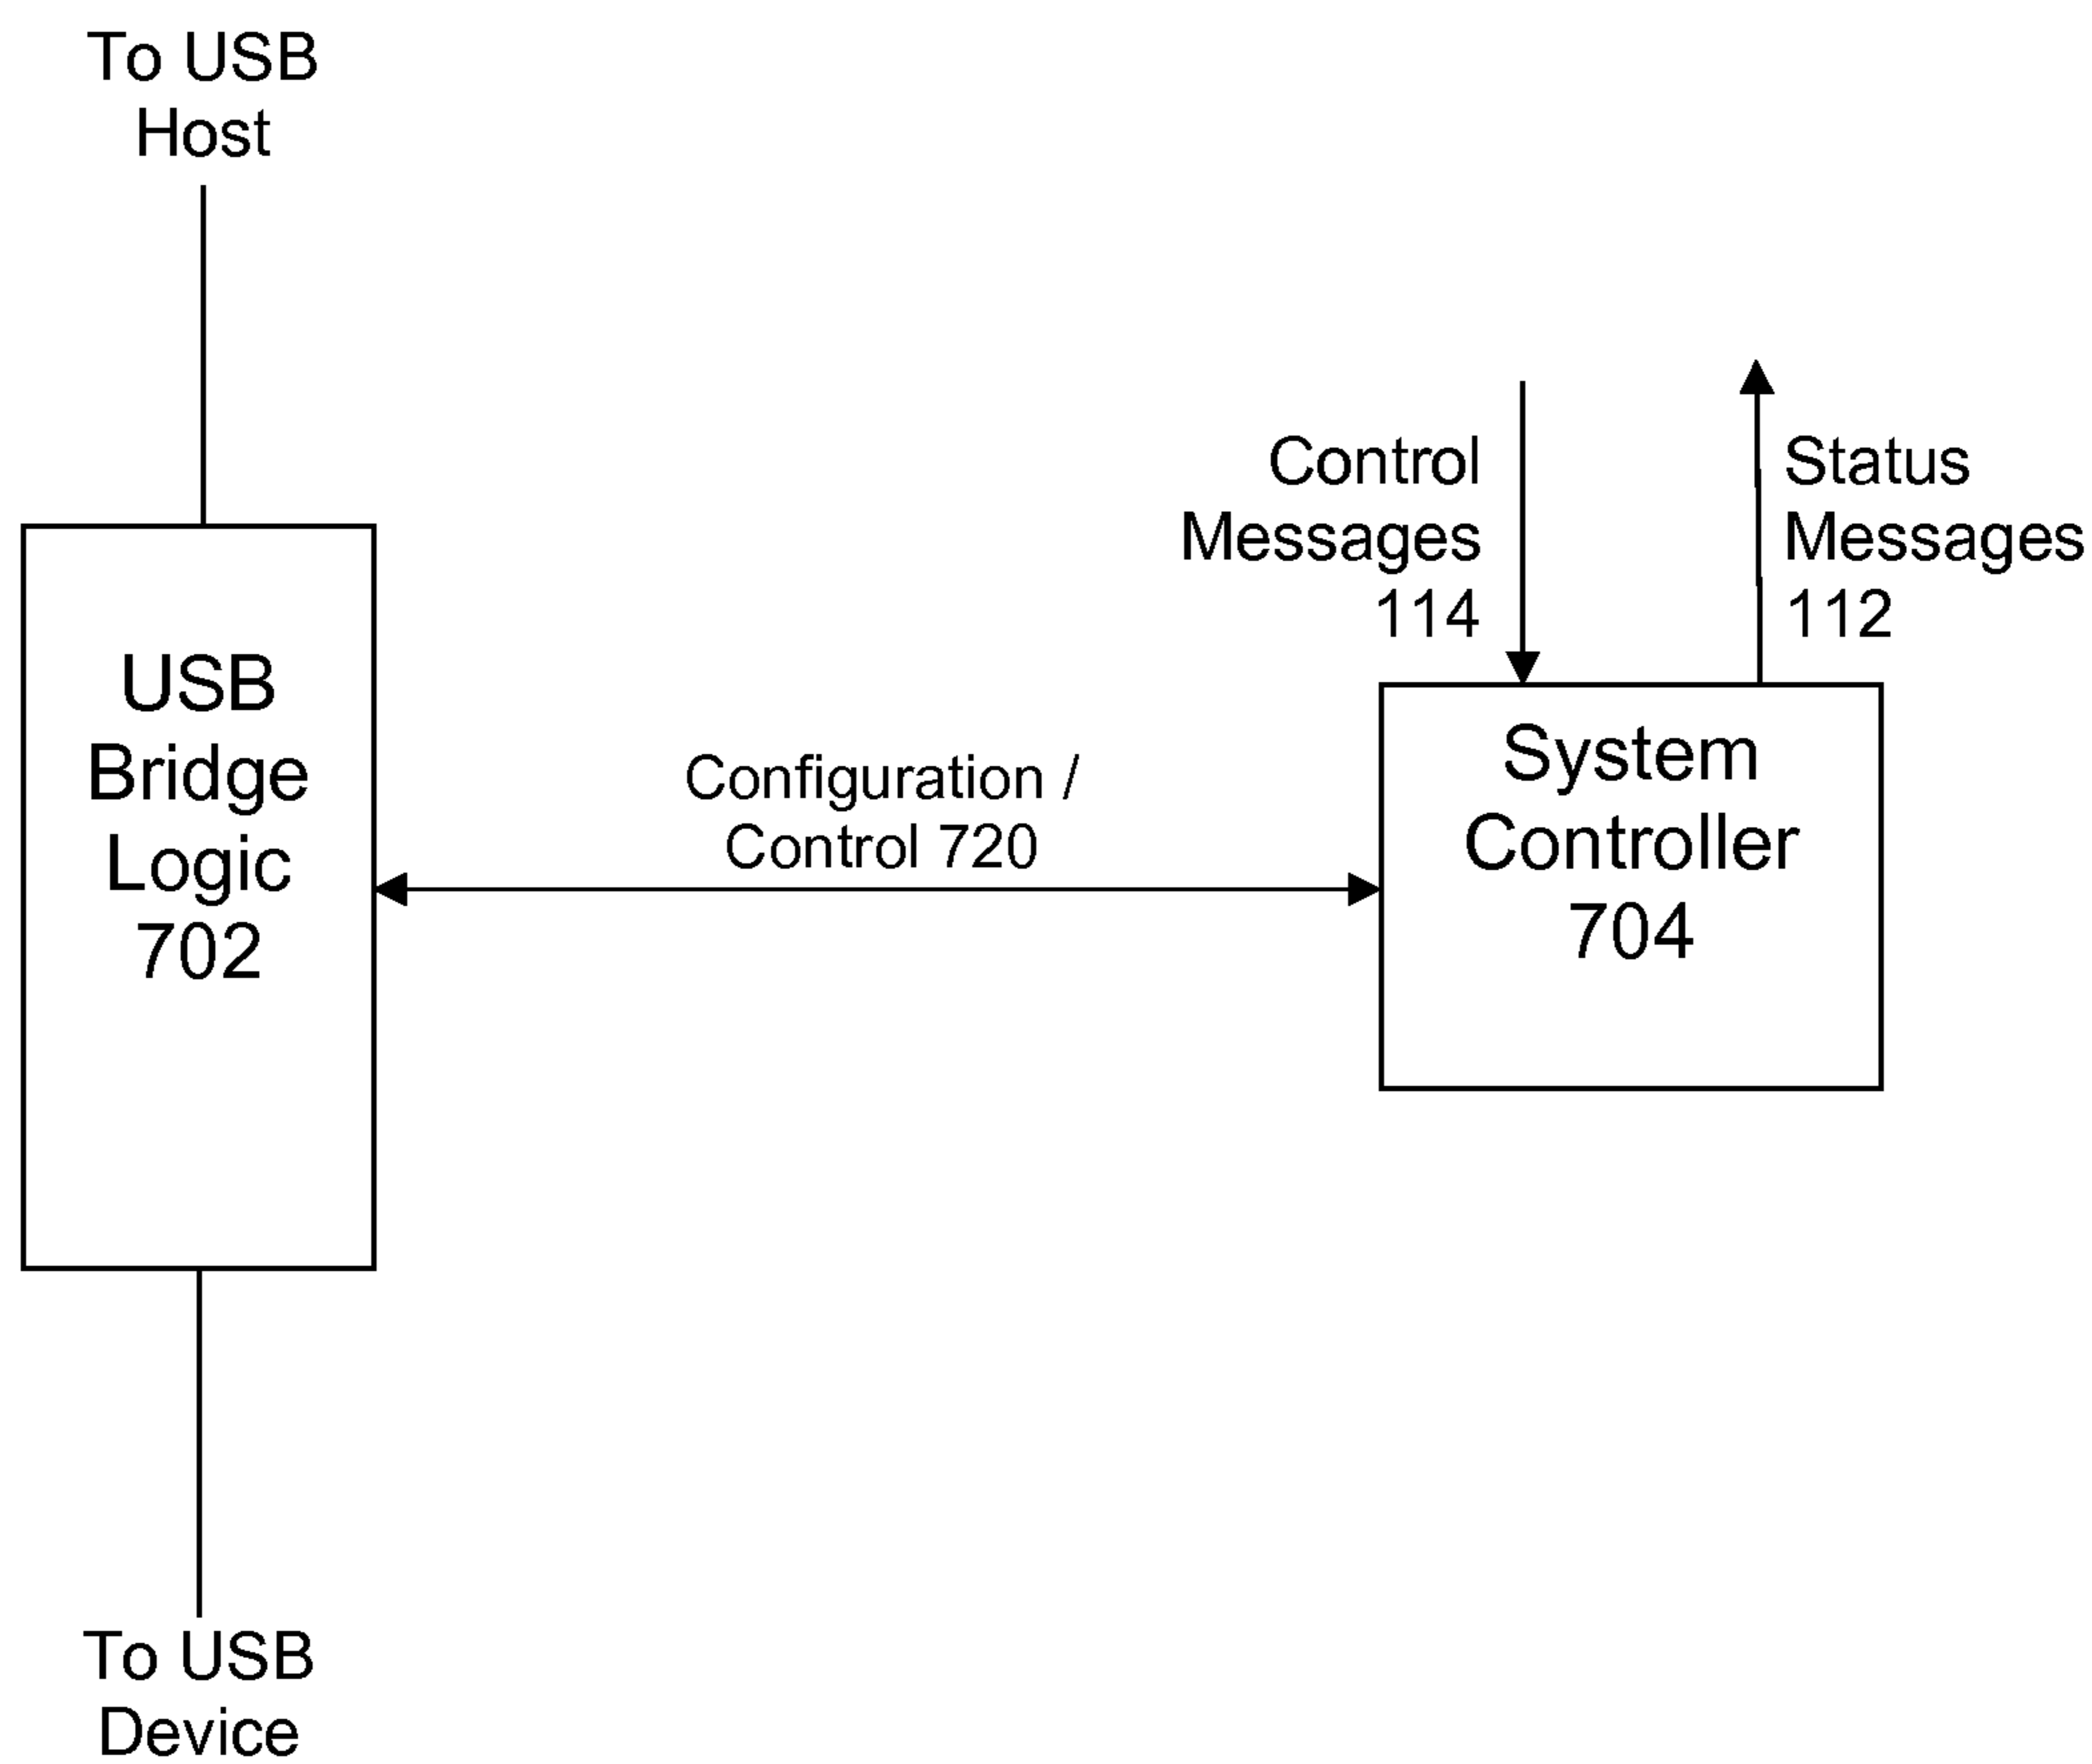 To USB
Host
Control
Messages
114
Status
Messages
112
USB
Bridge
Logic
702
Configuration /
Control 720
System
Controller
704
To USB
Device